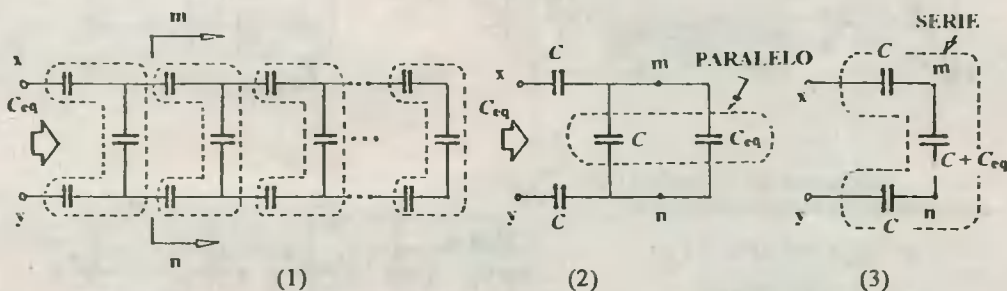 m
x
C_eq
y
n
(1)
C
x
m
PARALELO
C_eq
C
C_eq
y
C
n
(2)
SERIE
C
m
x
C + C_eq
y
C
n
(3)